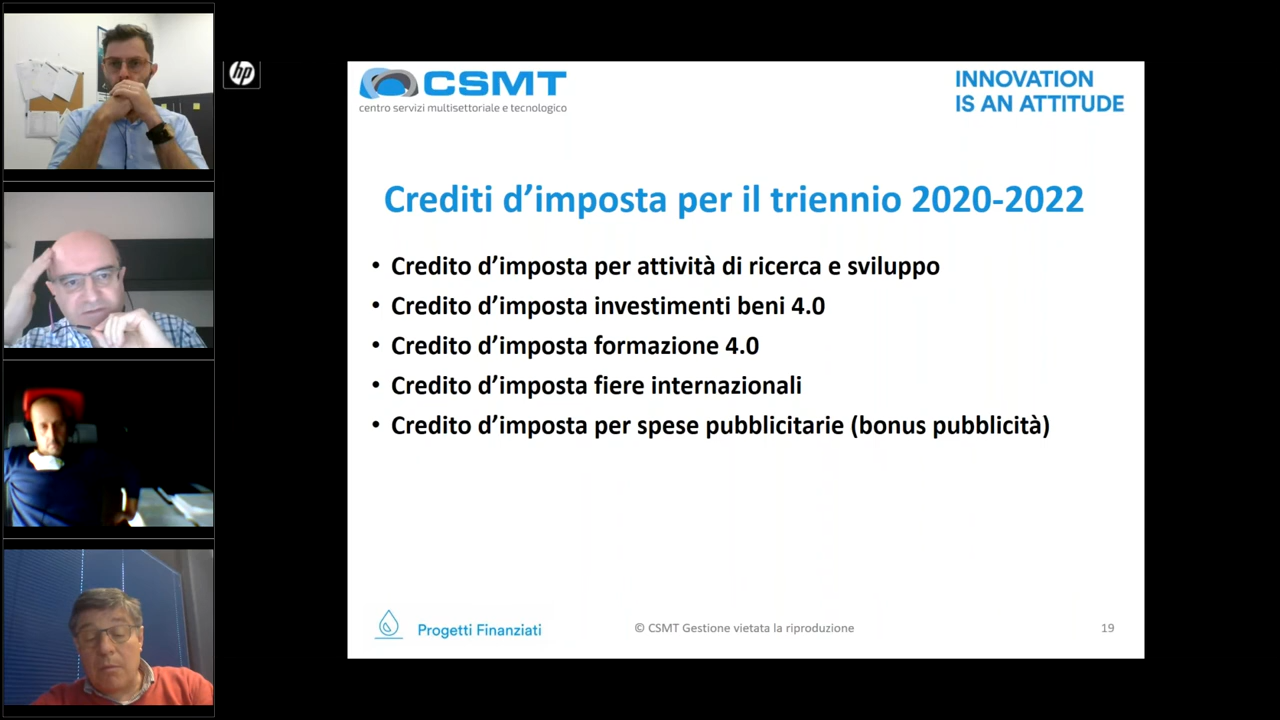 hp
CSMT
centro servizi multisettoriale e tecnologico
INNOVATION
IS AN ATTITUDE
Crediti d’imposta per il triennio 2020-2022
• Credito d’imposta per attività di ricerca e sviluppo
• Credito d’imposta investimenti beni 4.0
• Credito d’imposta formazione 4.0
• Credito d’imposta fiere internazionali
• Credito d’imposta per spese pubblicitarie (bonus pubblicità)
Progetti Finanziati
© CSMT Gestione vietata la riproduzione
19